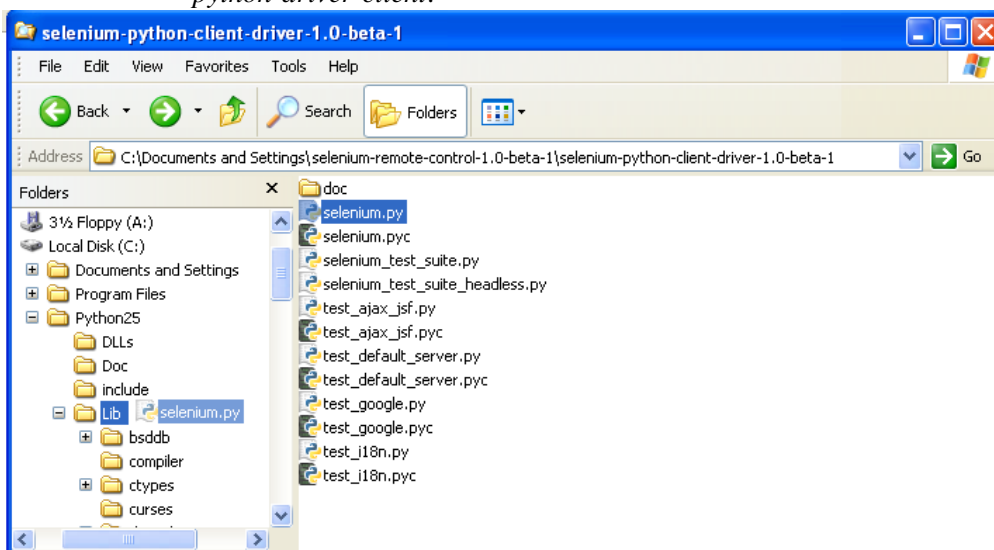 python-driver-client.
selenium-python-client-driver-1.0-beta-1
File Edit View Favorites Tools Help
Back Search Folders
Address C:\Documents and Settings\selenium-remote-control-1.0-beta-1\selenium-python-client-driver-1.0-beta-1 Go
Folders
3½ Floppy (A:)
Local Disk (C:)
Documents and Settings
Program Files
Python25
DLLs
Doc
include
Lib selenium.py
bsddb
compiler
ctypes
curses
doc
selenium.py
selenium.pyc
selenium_test_suite.py
selenium_test_suite_headless.py
test_ajax_jsf.py
test_ajax_jsf.pyc
test_default_server.py
test_default_server.pyc
test_google.py
test_google.pyc
test_i18n.py
test_i18n.pyc